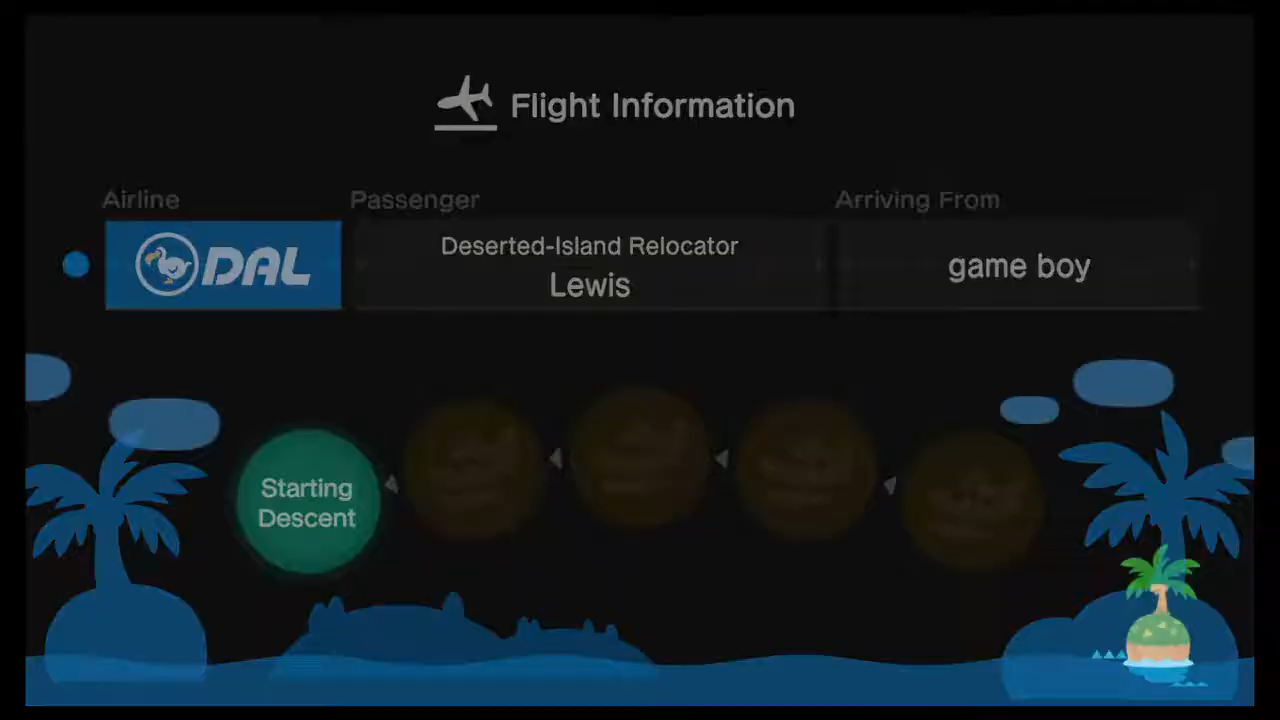 Flight Information
Airline
Passenger
Arriving From
DAL
Deserted-Island Relocator
Lewis
game boy
Starting
Descent